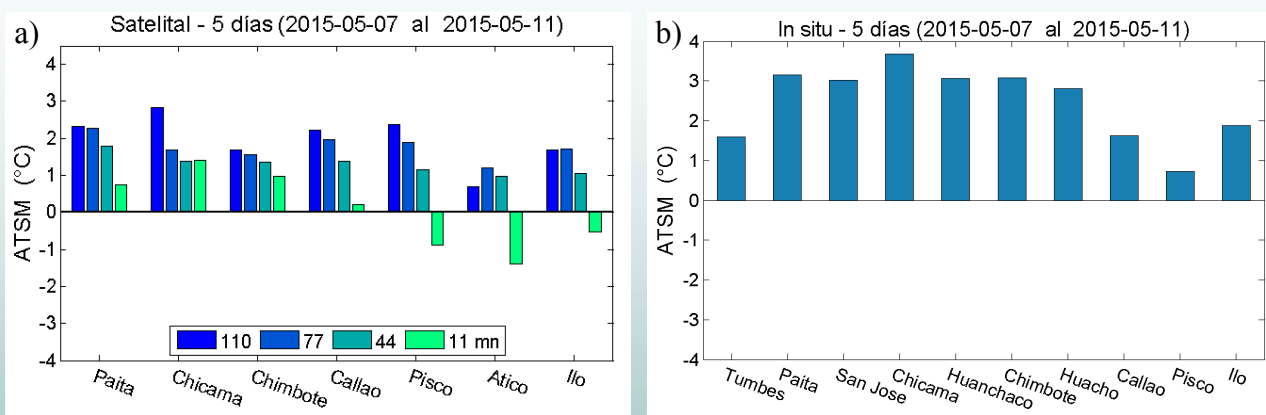 a)
Satelital - 5 días (2015-05-07 al 2015-05-11)
ATSM (°C)
4
3
2
1
0
-1
-2
-3
-4
110 77 44 11 mn
Paita Chicama Chimbote Callao Pisco Atico Ilo
b)
In situ - 5 días (2015-05-07 al 2015-05-11)
ATSM (°C)
4
3
2
1
0
-1
-2
-3
-4
Tumbes Paita San Jose Chicama Huanchaco Chimbote Huacho Callao Pisco Ilo